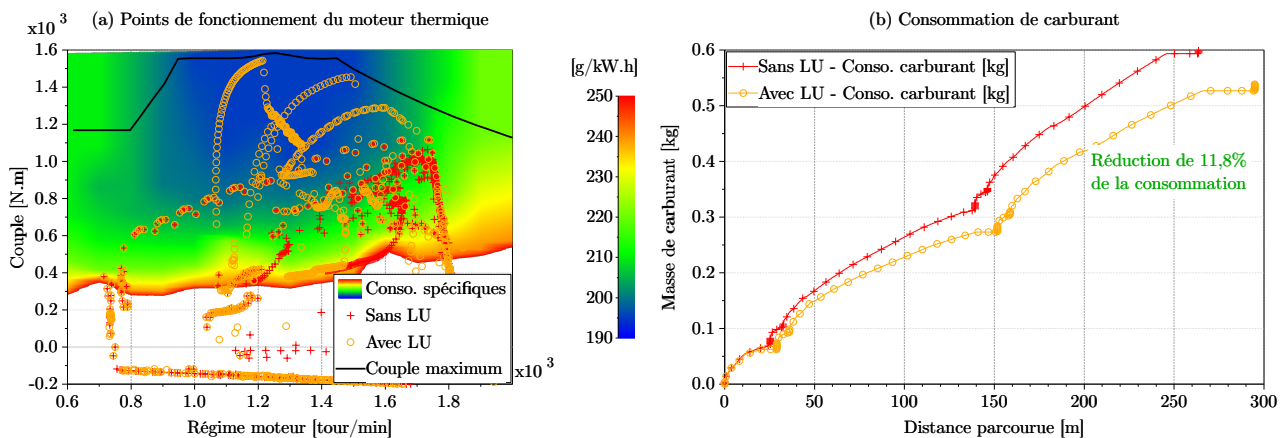 (a) Points de fonctionnement du moteur thermique
x10 3
1.6
1.4
1.2
1.0
0.8
0.6
0.4
0.2
0.0
-0.2
Couple [N.m]
0.6
0.8
1.0
1.2
1.4
1.6
1.8
x10 3
Régime moteur [tour/min]
Conso. spécifiques
Sans LU
Avec LU
Couple maximum
[g/kW.h]
250
240
230
220
210
200
190
(b) Consommation de carburant
0.6
0.5
0.4
0.3
0.2
0.1
0.0
Masse de carburant [kg]
Sans LU - Conso. carburant [kg]
Avec LU - Conso. carburant [kg]
Réduction de 11,8%
de la consommation
0
50
100
150
200
250
300
Distance parcourue [m]